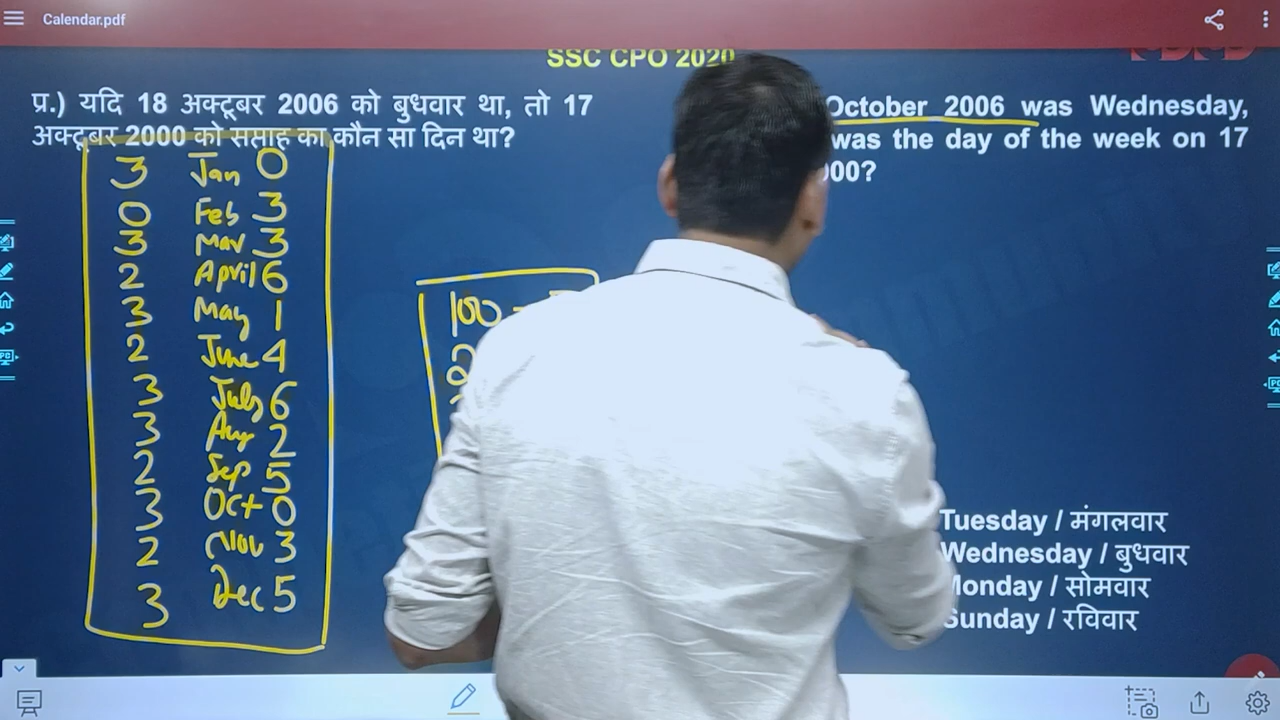 Calendar.pdf
SSC CPO 2020
प्र.) यदि 18 अक्टूबर 2006 को बुधवार था, तो 17
अक्टूबर 2000 को सप्ताह का कौन सा दिन था?
October 2006 was Wednesday,
was the day of the week on 17
000?
3 Jan 0
0 Feb 3
3 Mar 3
2 April 6
3 May 1
2 June 4
3 July 6
3 Aug 2
2 Sep 5
3 Oct 0
2 Nov 3
3 Dec 5
100
Tuesday / मंगलवार
Wednesday / बुधवार
Monday / सोमवार
Sunday / रविवार